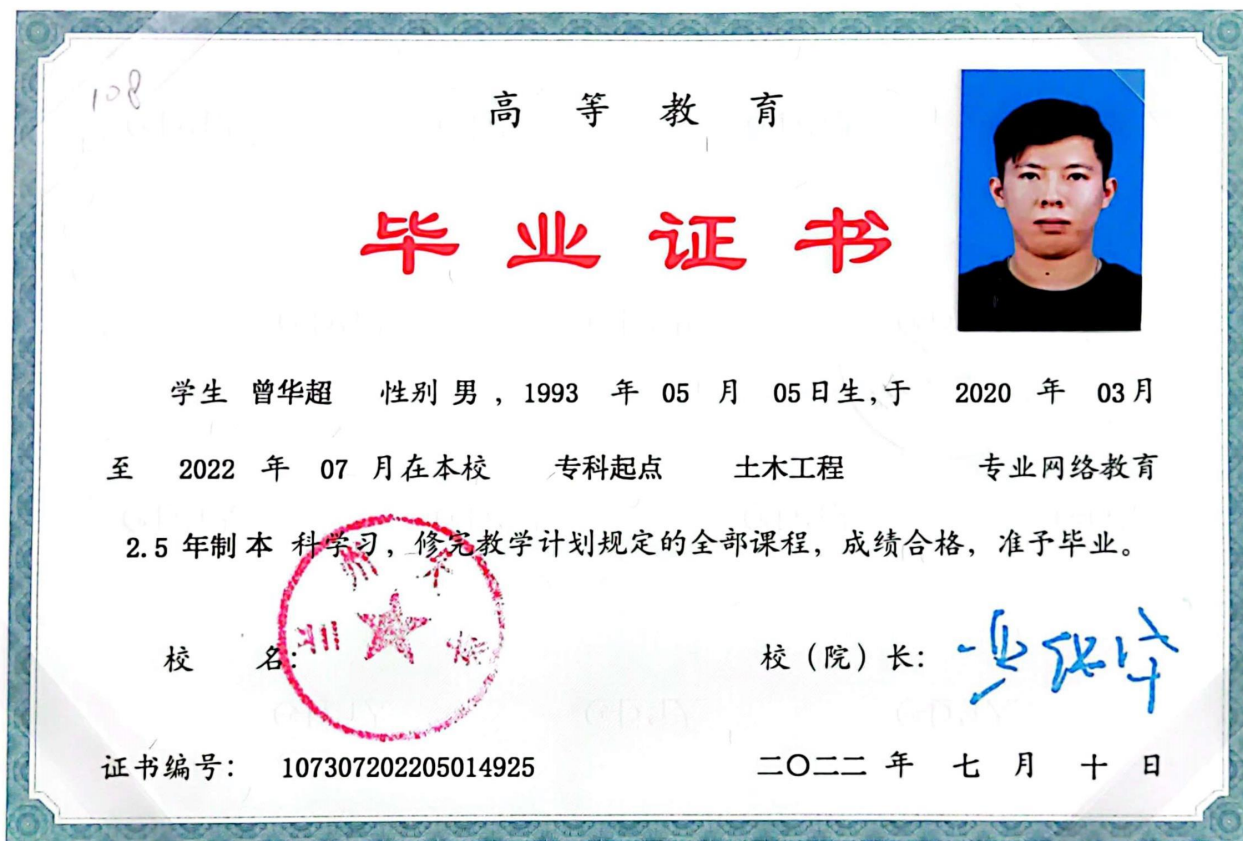 108
高等教育
毕业证书
学生 曾华超 性别 男 , 1993 年 05 月 05日生,于 2020 年 03月
至 2022 年 07 月在本校 专科起点 土木工程 专业网络教育
2.5 年制 本 科学习，修完教学计划规定的全部课程，成绩合格，准予毕业。
校 名: 校（院）长:
证书编号: 107307202205014925 二〇二二 年 七 月 十 日